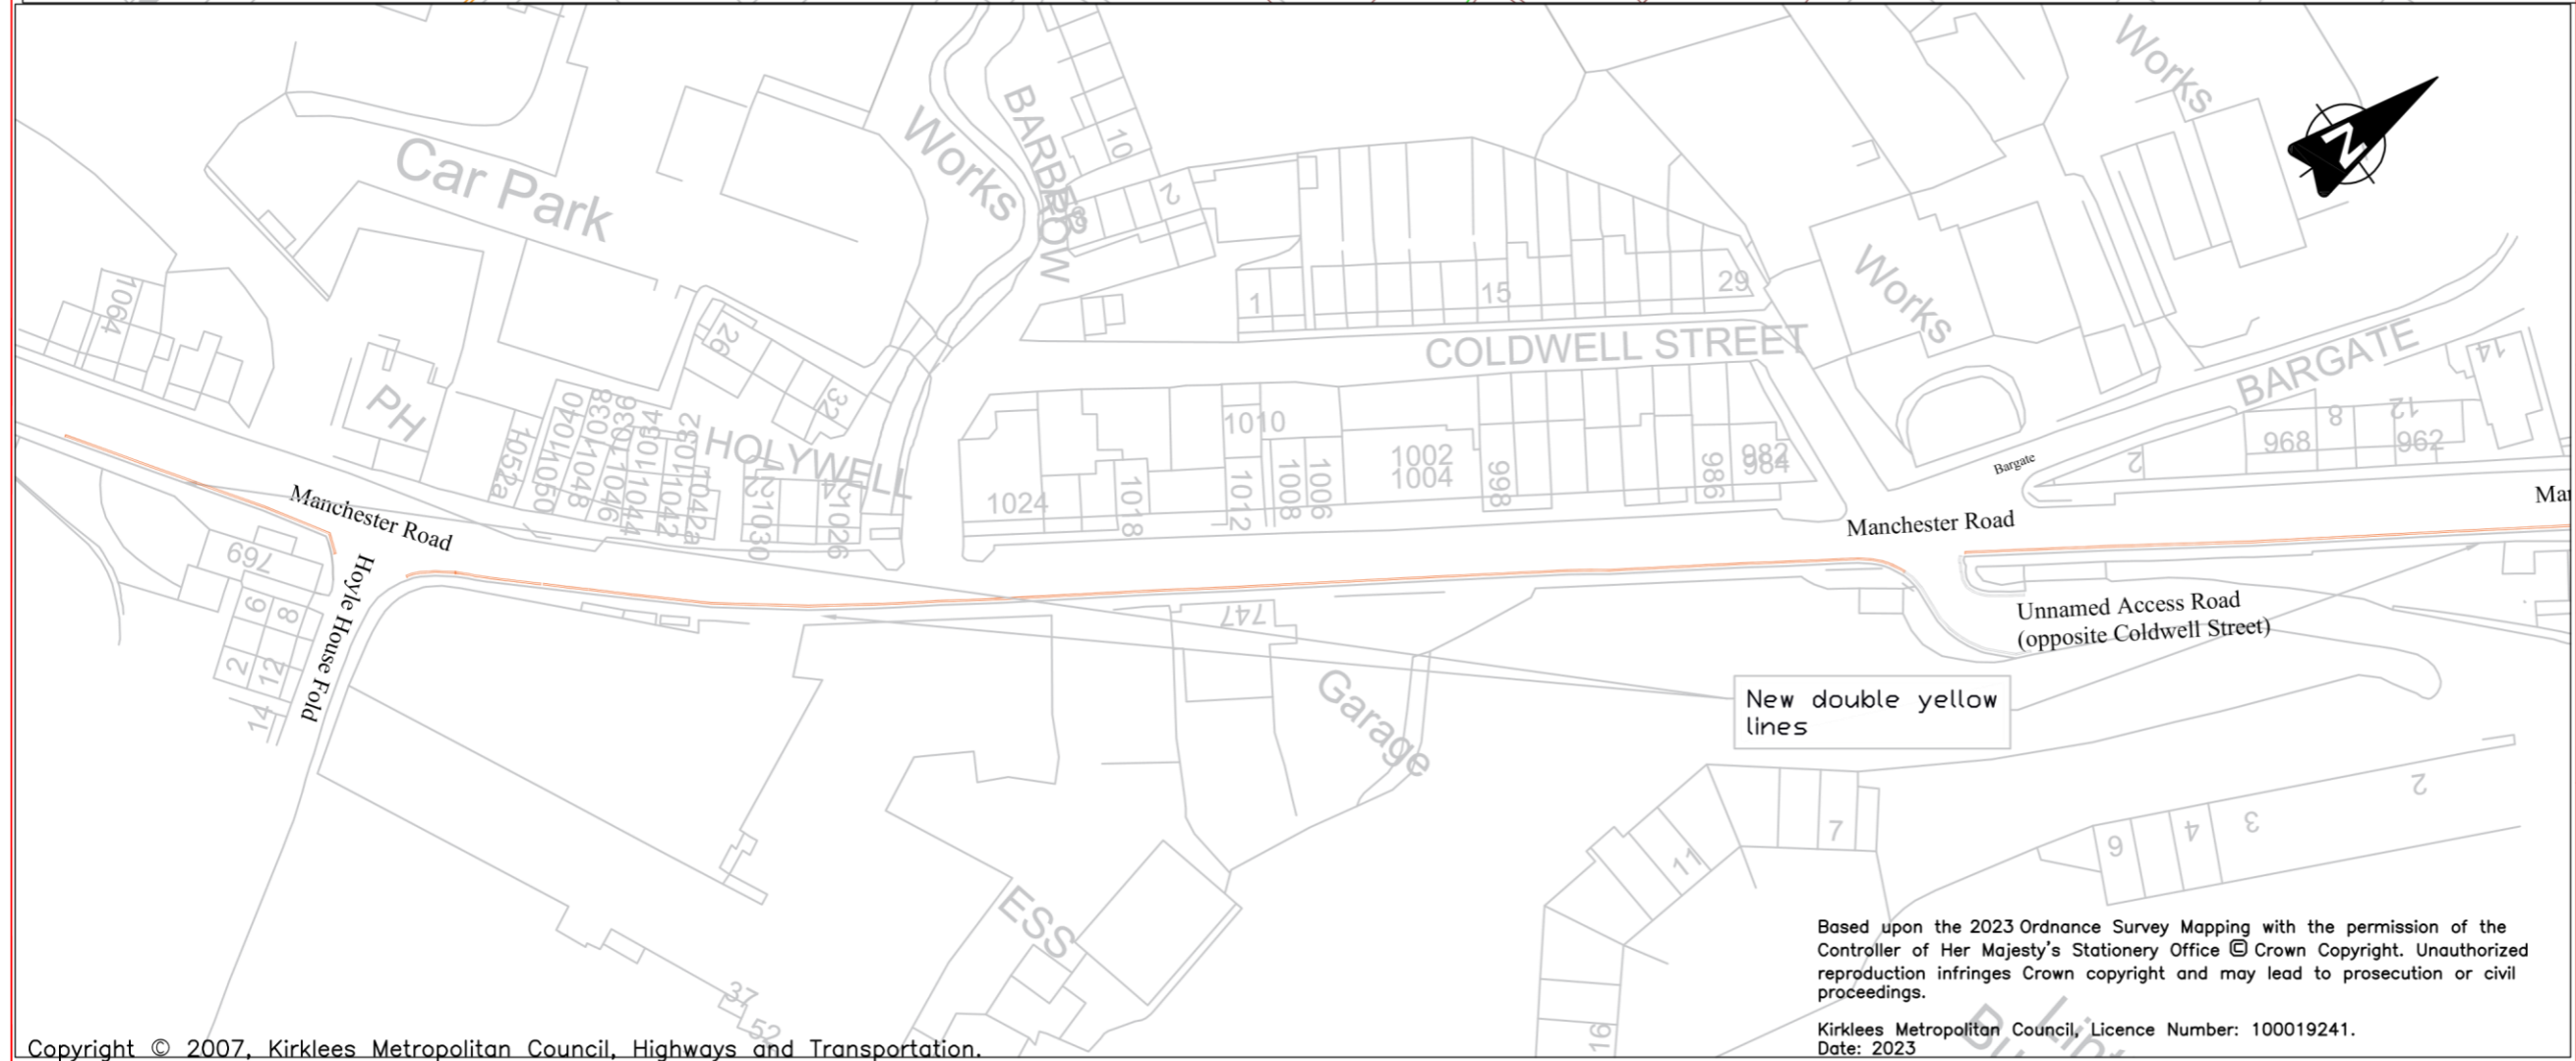 Works
N
Car Park
Works
BARBROW
10
2
1064
1
15
29
Works
COLDWELL STREET
BARGATE
14
PH
26
32
HOLYWELL
1052a
1050
1040
1048
1038
1046
1036
1044
1034
1042
1032
1042a
1030
1026
1024
1018
1010
1012
1008
1006
1002
1004
998
986
982
984
Bargate
2
968
8
12
962
Manchester Road
Manchester Road
Mar
769
6
8
2
12
14
Hoyle House Fold
747
Garage
Unnamed Access Road
(opposite Coldwell Street)
New double yellow
lines
7
11
16
6
4
3
2
ESS
37
52
Based upon the 2023 Ordnance Survey Mapping with the permission of the
Controller of Her Majesty's Stationery Office © Crown Copyright. Unauthorized
reproduction infringes Crown copyright and may lead to prosecution or civil
proceedings.
Kirklees Metropolitan Council, Licence Number: 100019241.
Date: 2023
Copyright © 2007, Kirklees Metropolitan Council, Highways and Transportation.